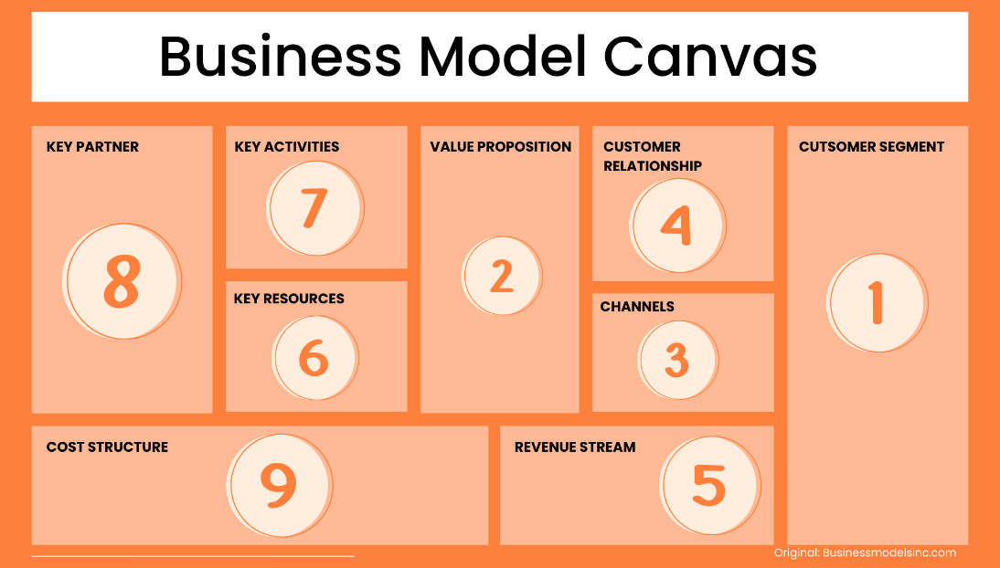 Business Model Canvas
KEY PARTNER
8
KEY ACTIVITIES
7
KEY RESOURCES
6
VALUE PROPOSITION
2
CUSTOMER
RELATIONSHIP
4
CHANNELS
3
CUTSOMER SEGMENT
1
COST STRUCTURE
9
REVENUE STREAM
5
Original: Businessmodelsinc.com